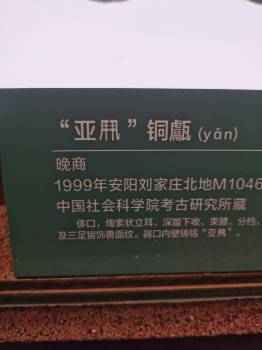 “亚𠕁” 铜甗 (yǎn)
晚商
1999年安阳刘家庄北地M1046
中国社会科学院考古研究所藏
侈口，绹索状立耳，深腹下收，束腰，分裆，
及三足皆饰兽面纹。器口内壁铸铭“亚𠕁”。